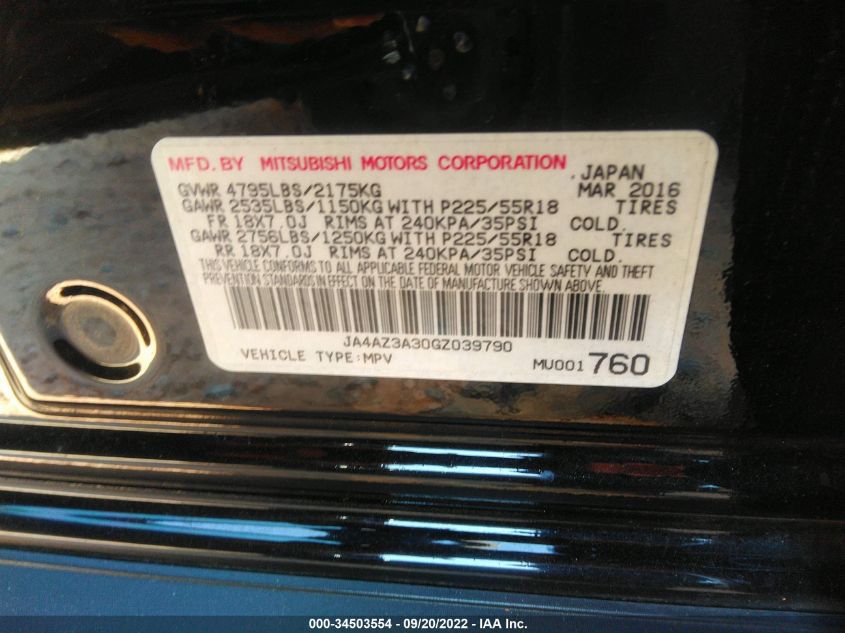 MFD. BY MITSUBISHI MOTORS CORPORATION. JAPAN
GVWR 4795LBS/2175KG MAR 2016
GAWR 2535LBS/1150KG WITH P225/55R18 TIRES
FR 18X7.0J RIMS AT 240KPA/35PSI COLD.
GAWR 2756LBS/1250KG WITH P225/55R18 TIRES
RR 18X7.0J RIMS AT 240KPA/35PSI COLD.
THIS VEHICLE CONFORMS TO ALL APPLICABLE FEDERAL MOTOR VEHICLE SAFETY AND THEFT
PREVENTION STANDARDS IN EFFECT ON THE DATE OF MANUFACTURE SHOWN ABOVE.
JA4AZ3A30GZ039790
VEHICLE TYPE:MPV MU001 760
000-34503554 - 09/20/2022 - IAA Inc.